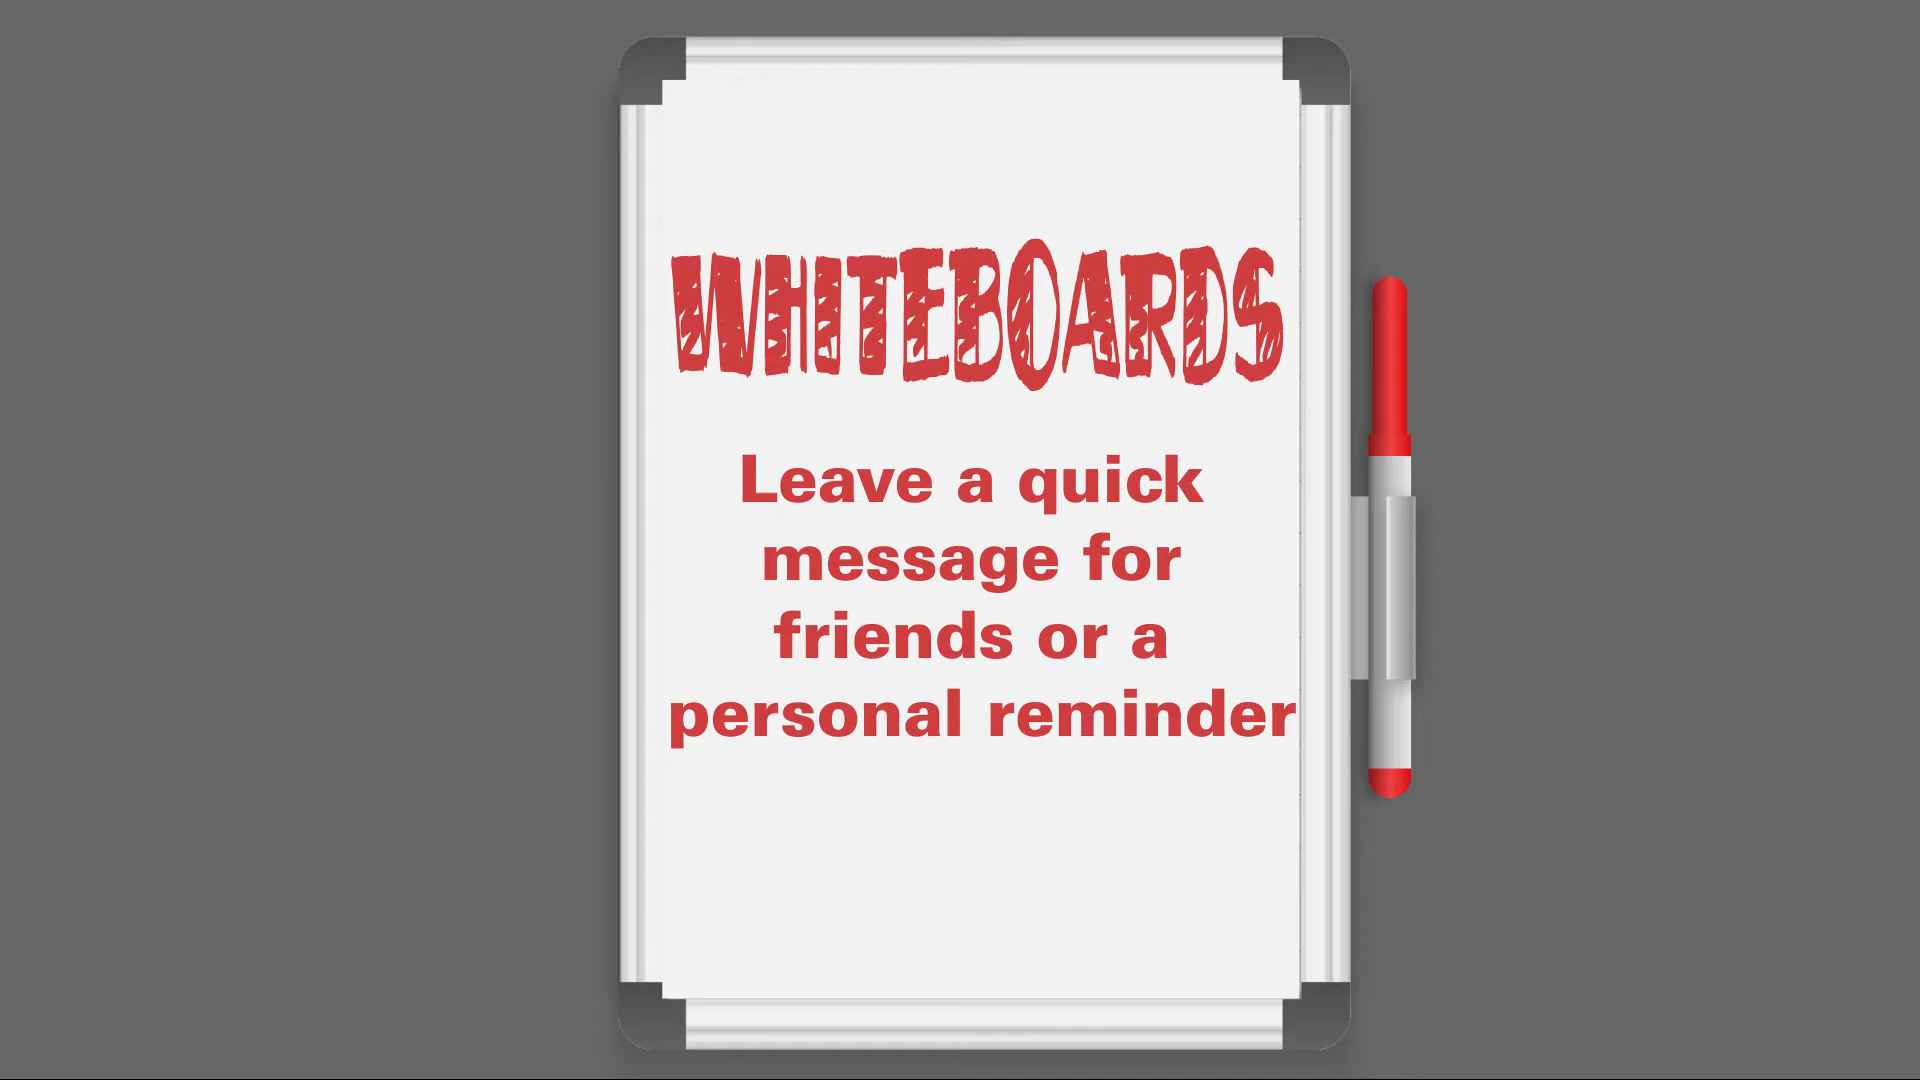 WHITEBOARDS
Leave a quick
message for
friends or a
personal reminder